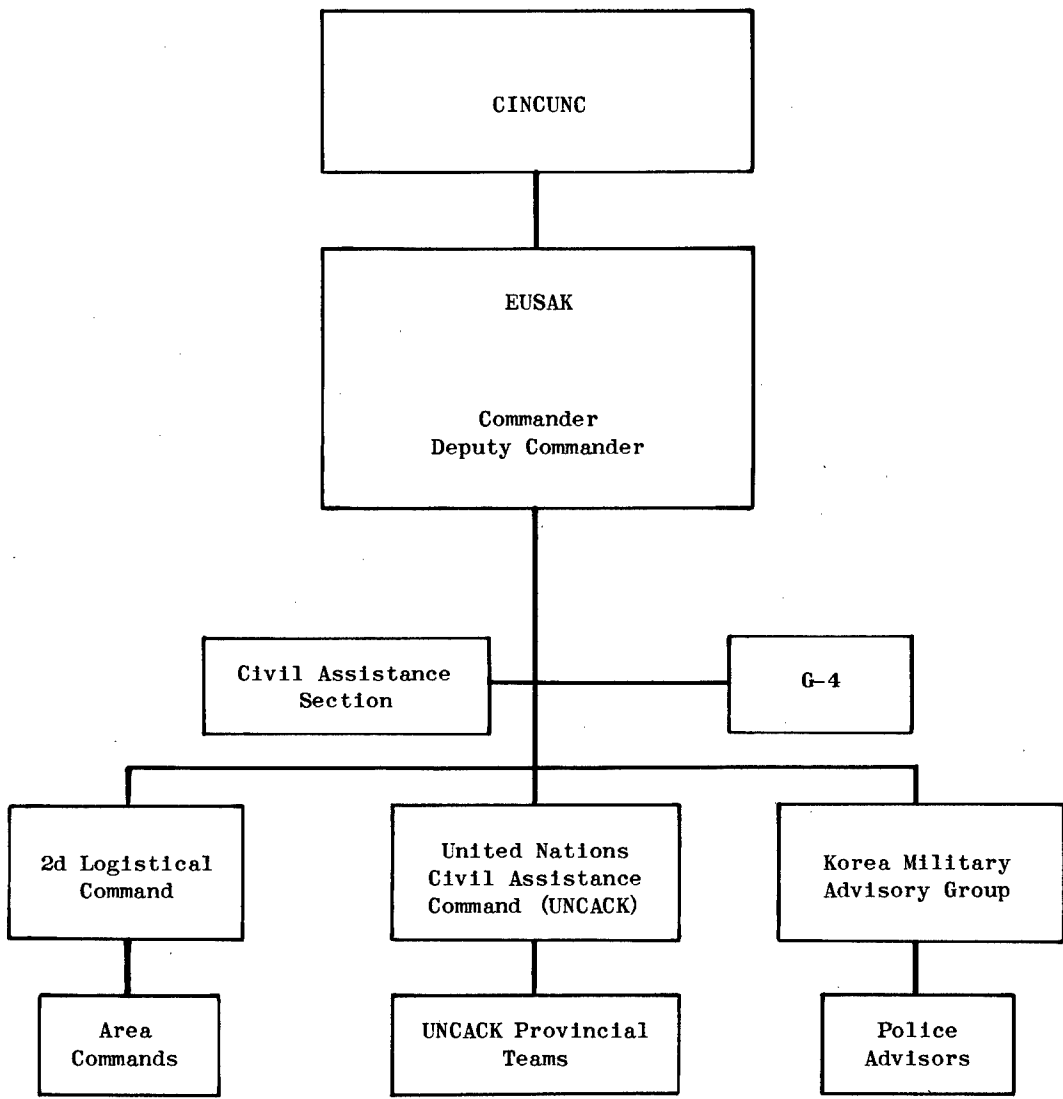 CINCUNC
EUSAK
Commander
Deputy Commander
Civil Assistance
Section
G-4
2d Logistical
Command
United Nations
Civil Assistance
Command (UNCACK)
Korea Military
Advisory Group
Area
Commands
UNCACK Provincial
Teams
Police
Advisors